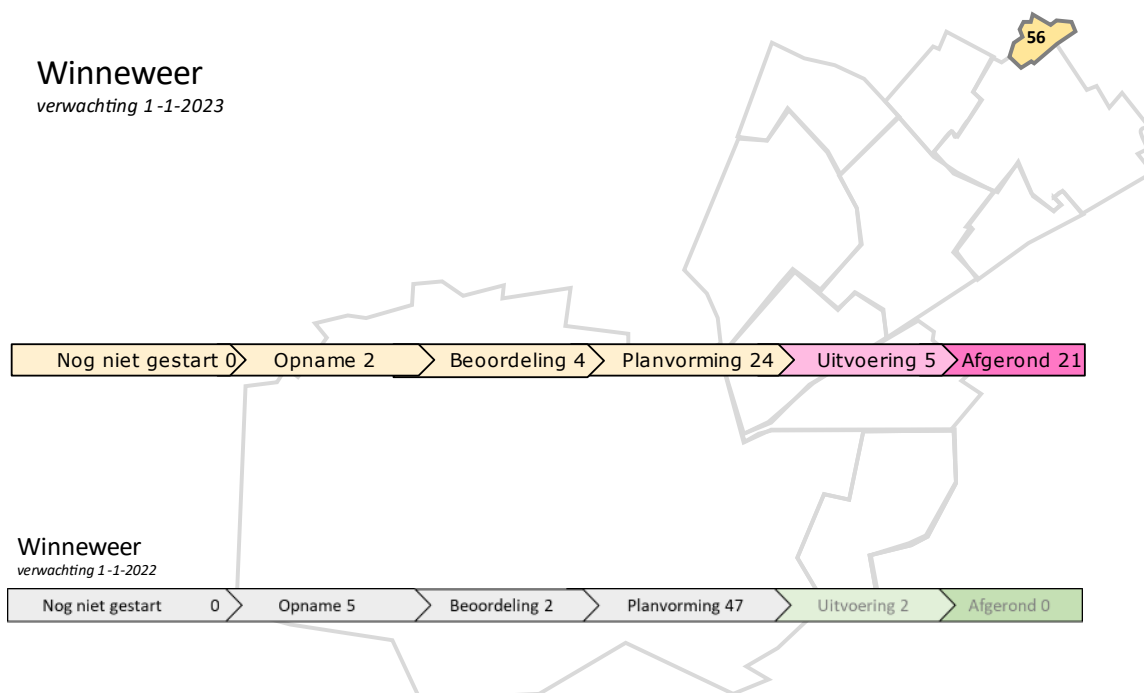 56
Winneweer
verwachting 1-1-2023
Nog niet gestart 0 Opname 2 Beoordeling 4 Planvorming 24 Uitvoering 5 Afgerond 21
Winneweer
verwachting 1-1-2022
Nog niet gestart 0 Opname 5 Beoordeling 2 Planvorming 47 Uitvoering 2 Afgerond 0